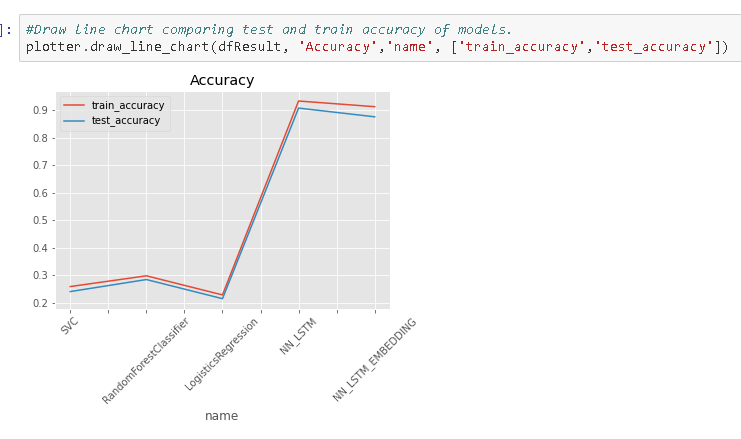 ]: #Draw line chart comparing test and train accuracy of models.
plotter.draw_line_chart(dfResult, 'Accuracy','name', ['train_accuracy','test_accuracy'])
Accuracy
train_accuracy
test_accuracy
0.9
0.8
0.7
0.6
0.5
0.4
0.3
0.2
SVC
RandomForestClassifier
LogisticsRegression
NN_LSTM
NN_LSTM_EMBEDDING
name